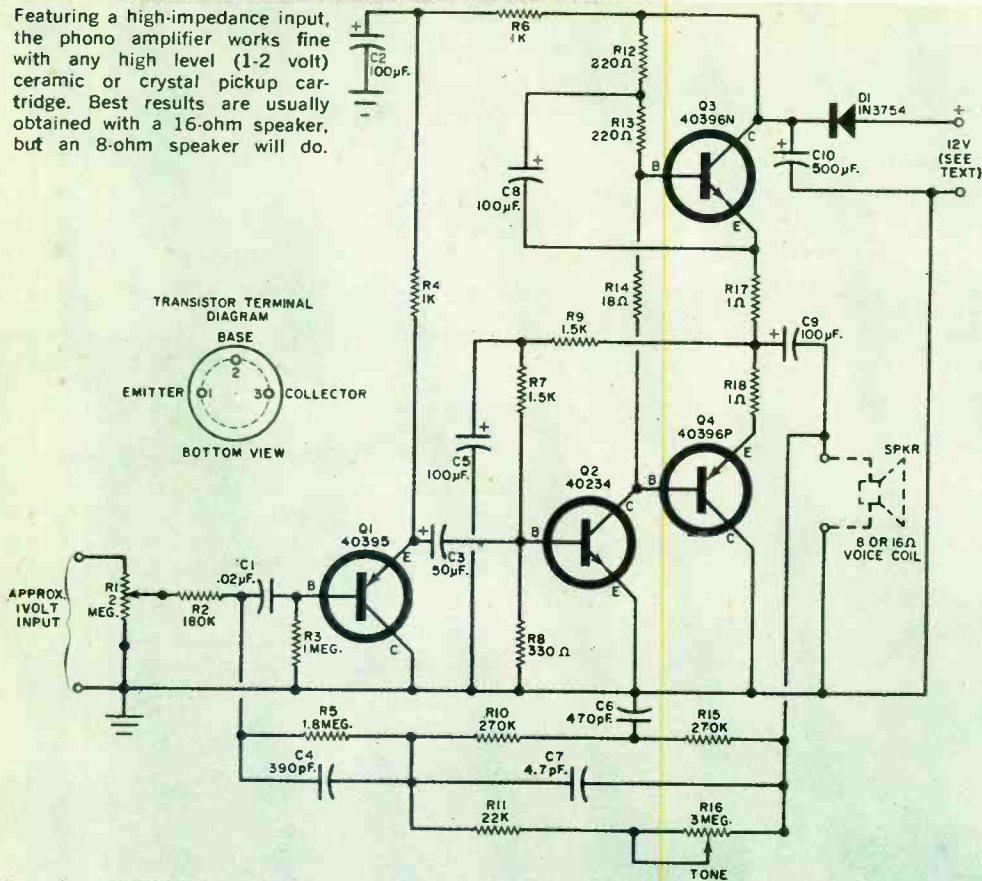 Featuring a high-impedance input,
the phono amplifier works fine
with any high level (1-2 volt)
ceramic or crystal pickup car-
tridge. Best results are usually
obtained with a 16-ohm speaker,
but an 8-ohm speaker will do.
+
C2
100µF.
R6
1K
R12
220Ω
R13
220Ω
Q3
40396N
C
B
E
D1
IN3754
+
C10
500µF.
+
12V
(SEE
TEXT)
+
C8
100µF.
R4
1K
R14
18Ω
R17
1Ω
R9
1.5K
+
C9
100µF.
TRANSISTOR TERMINAL
DIAGRAM
BASE
2
EMITTER 1
3 COLLECTOR
BOTTOM VIEW
R7
1.5K
R18
1Ω
Q4
40396P
E
B
C
+
C5
100µF.
Q2
40234
C
B
E
SPKR
8 OR 16Ω
VOICE COIL
Q1
40395
E
B
C
+
C3
50µF.
C1
.02µF.
APPROX.
1 VOLT
INPUT
R1
2
MEG.
R2
180K
R3
1MEG.
R8
330Ω
R5
1.8MEG.
R10
270K
C6
470pF.
R15
270K
C4
390pF.
C7
4.7pF.
R11
22K
R16
3MEG.
TONE